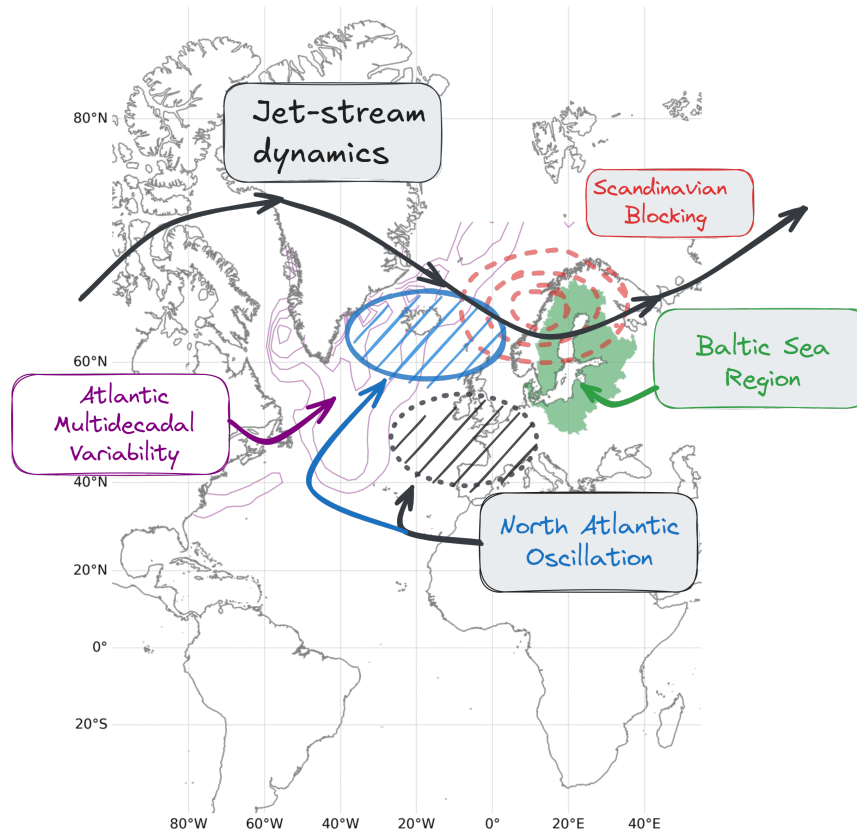 Jet-stream
dynamics
80°N
Scandinavian
Blocking
60°N
Baltic Sea
Region
Atlantic
Multidecadal
Variability
40°N
North Atlantic
Oscillation
20°N
0°
20°S
80°W 60°W 40°W 20°W 0° 20°E 40°E